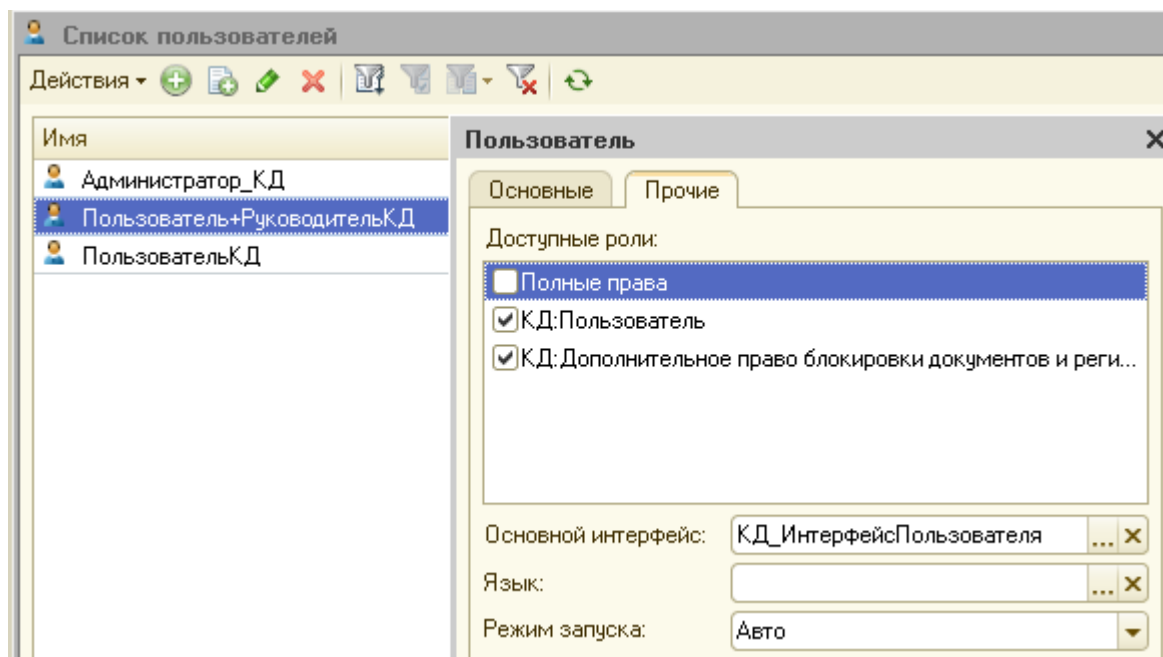 Список пользователей
Действия
Имя
Администратор_КД
Пользователь+РуководительКД
ПользовательКД
Пользователь
Основные Прочие
Доступные роли:
Полные права
КД:Пользователь
КД:Дополнительное право блокировки документов и реги...
Основной интерфейс: КД_ИнтерфейсПользователя ...
Язык: ...
Режим запуска: Авто